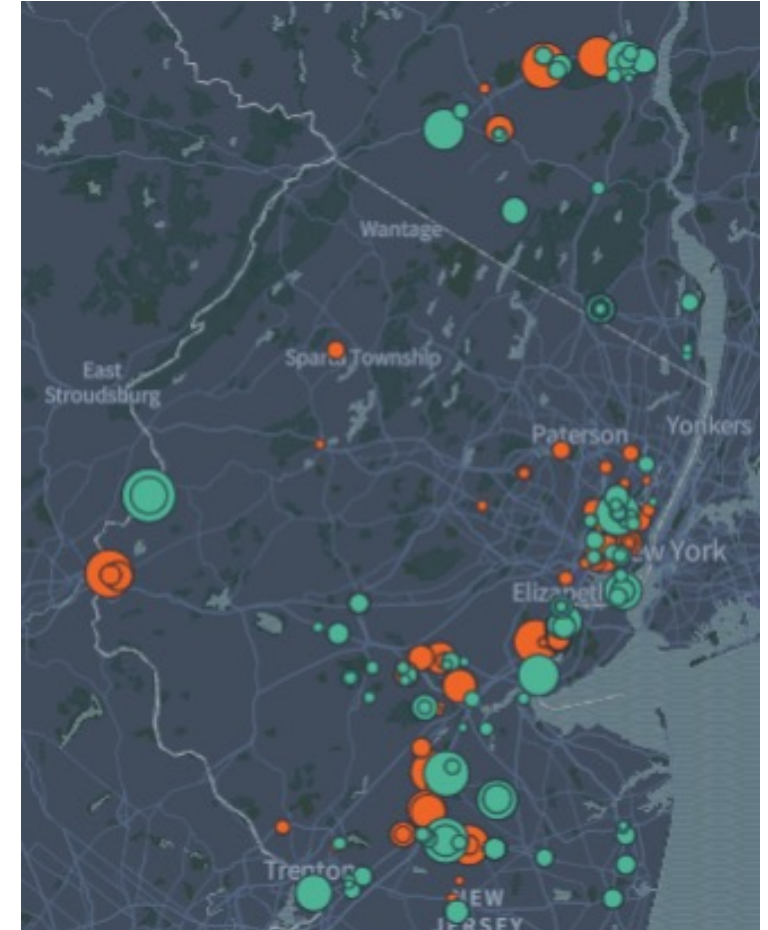 Wantage
Sparta Township
East
Stroudsburg
Paterson
Yonkers
New York
Elizabeth
Trenton
NEW
JERSEY